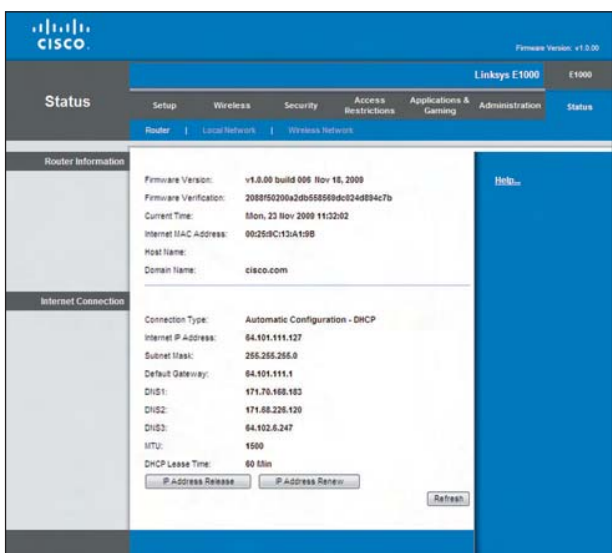 CISCO
Firmware Version: v1.0.00
Linksys E1000 E1000
Status
Setup Wireless Security Access Restrictions Applications & Gaming Administration Status
Router | Local Network | Wireless Network
Router Information
Firmware Version: v1.0.00 build 006 Nov 18, 2009
Firmware Verification: 2088f50200a2db558569dc024d894c7b
Current Time: Mon, 23 Nov 2009 11:32:02
Internet MAC Address: 00:25:9C:13:A1:9B
Host Name:
Domain Name: cisco.com
Help...
Internet Connection
Connection Type: Automatic Configuration - DHCP
Internet IP Address: 64.101.111.127
Subnet Mask: 255.255.255.0
Default Gateway: 64.101.111.1
DNS1: 171.70.168.183
DNS2: 171.68.226.120
DNS3: 64.102.6.247
MTU: 1500
DHCP Lease Time: 60 Min
IP Address Release IP Address Renew
Refresh